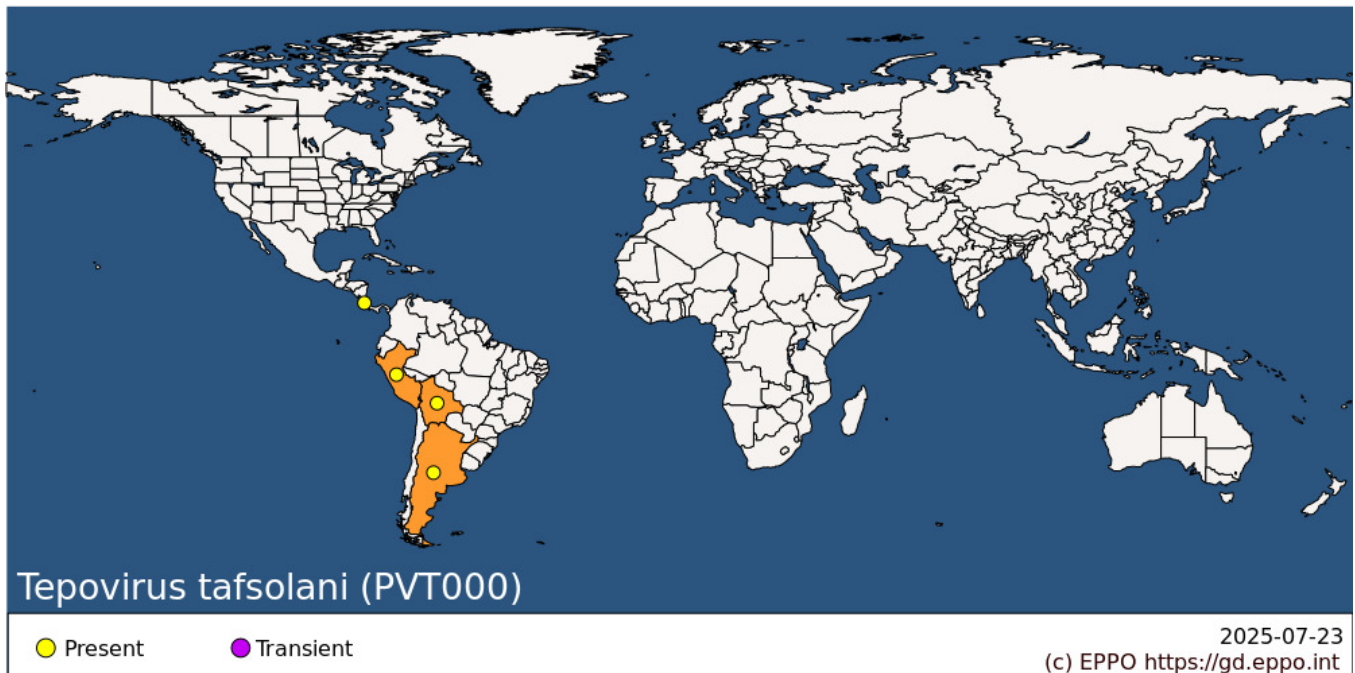 Tepovirus tafsolani (PVT000)
Present
Transient
2025-07-23
(c) EPPO https://gd.eppo.int